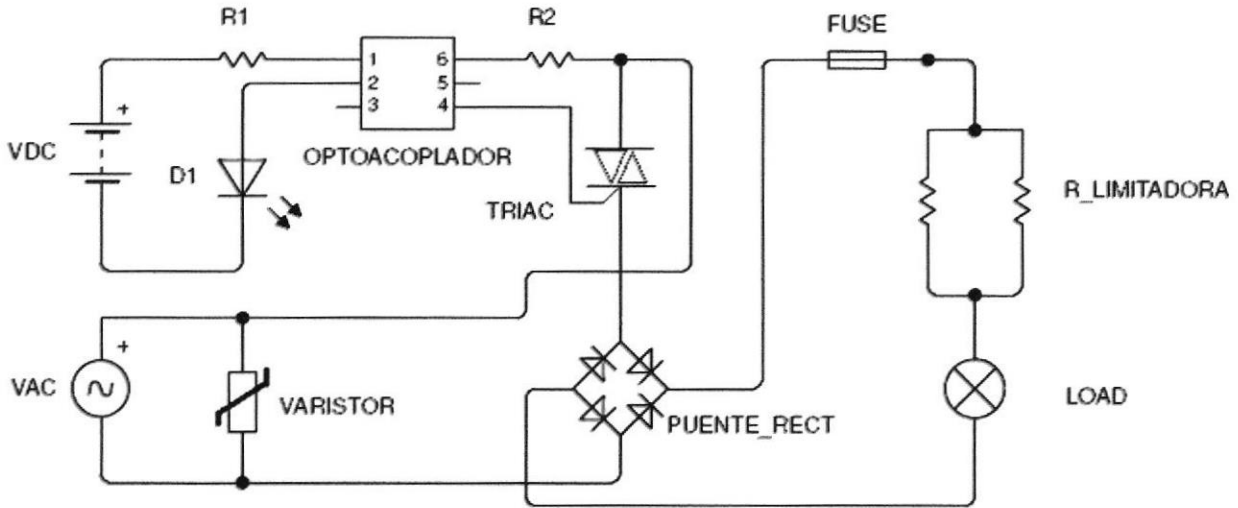 R1
R2
FUSE
1
6
2
5
3
4
+
VDC
OPTOACOPLADOR
D1
TRIAC
R_LIMITADORA
+
VAC
VARISTOR
PUENTE_RECT
LOAD